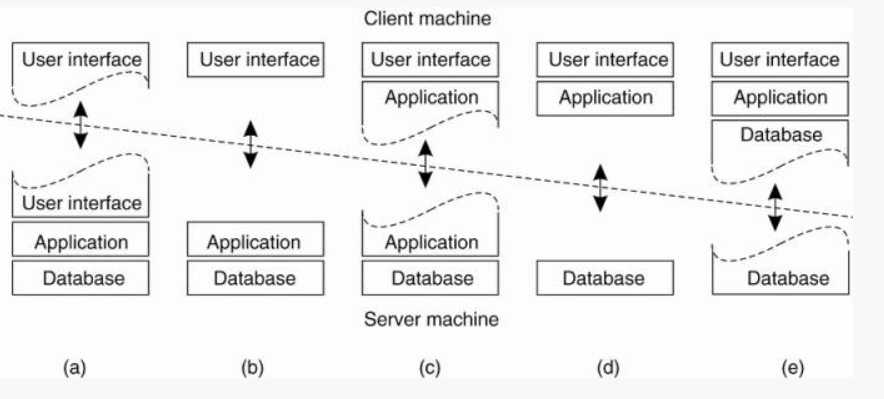 Client machine
User interface User interface User interface User interface User interface
Application Application Application
Database
User interface
Application Application Application
Database Database Database Database Database
Server machine
(a) (b) (c) (d) (e)